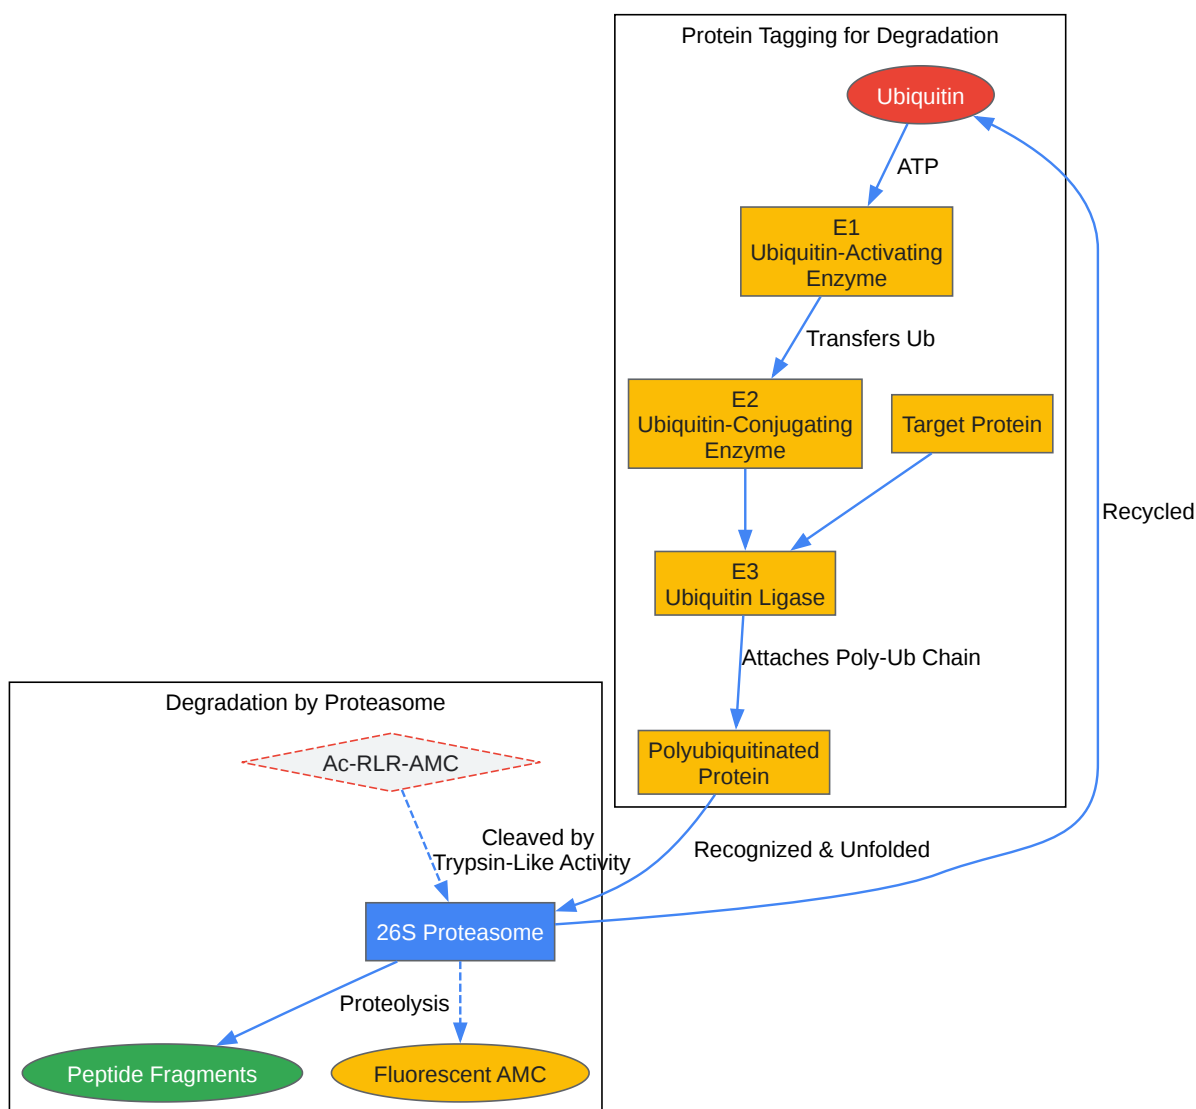 Protein Tagging for Degradation
Ubiquitin
ATP
E1
Ubiquitin-Activating
Enzyme
Transfers Ub
E2
Ubiquitin-Conjugating
Enzyme
Target Protein
Recycled
E3
Ubiquitin Ligase
Attaches Poly-Ub Chain
Polyubiquitinated
Protein
Recognized & Unfolded
Degradation by Proteasome
Ac-RLR-AMC
Cleaved by
Trypsin-Like Activity
26S Proteasome
Proteolysis
Peptide Fragments
Fluorescent AMC